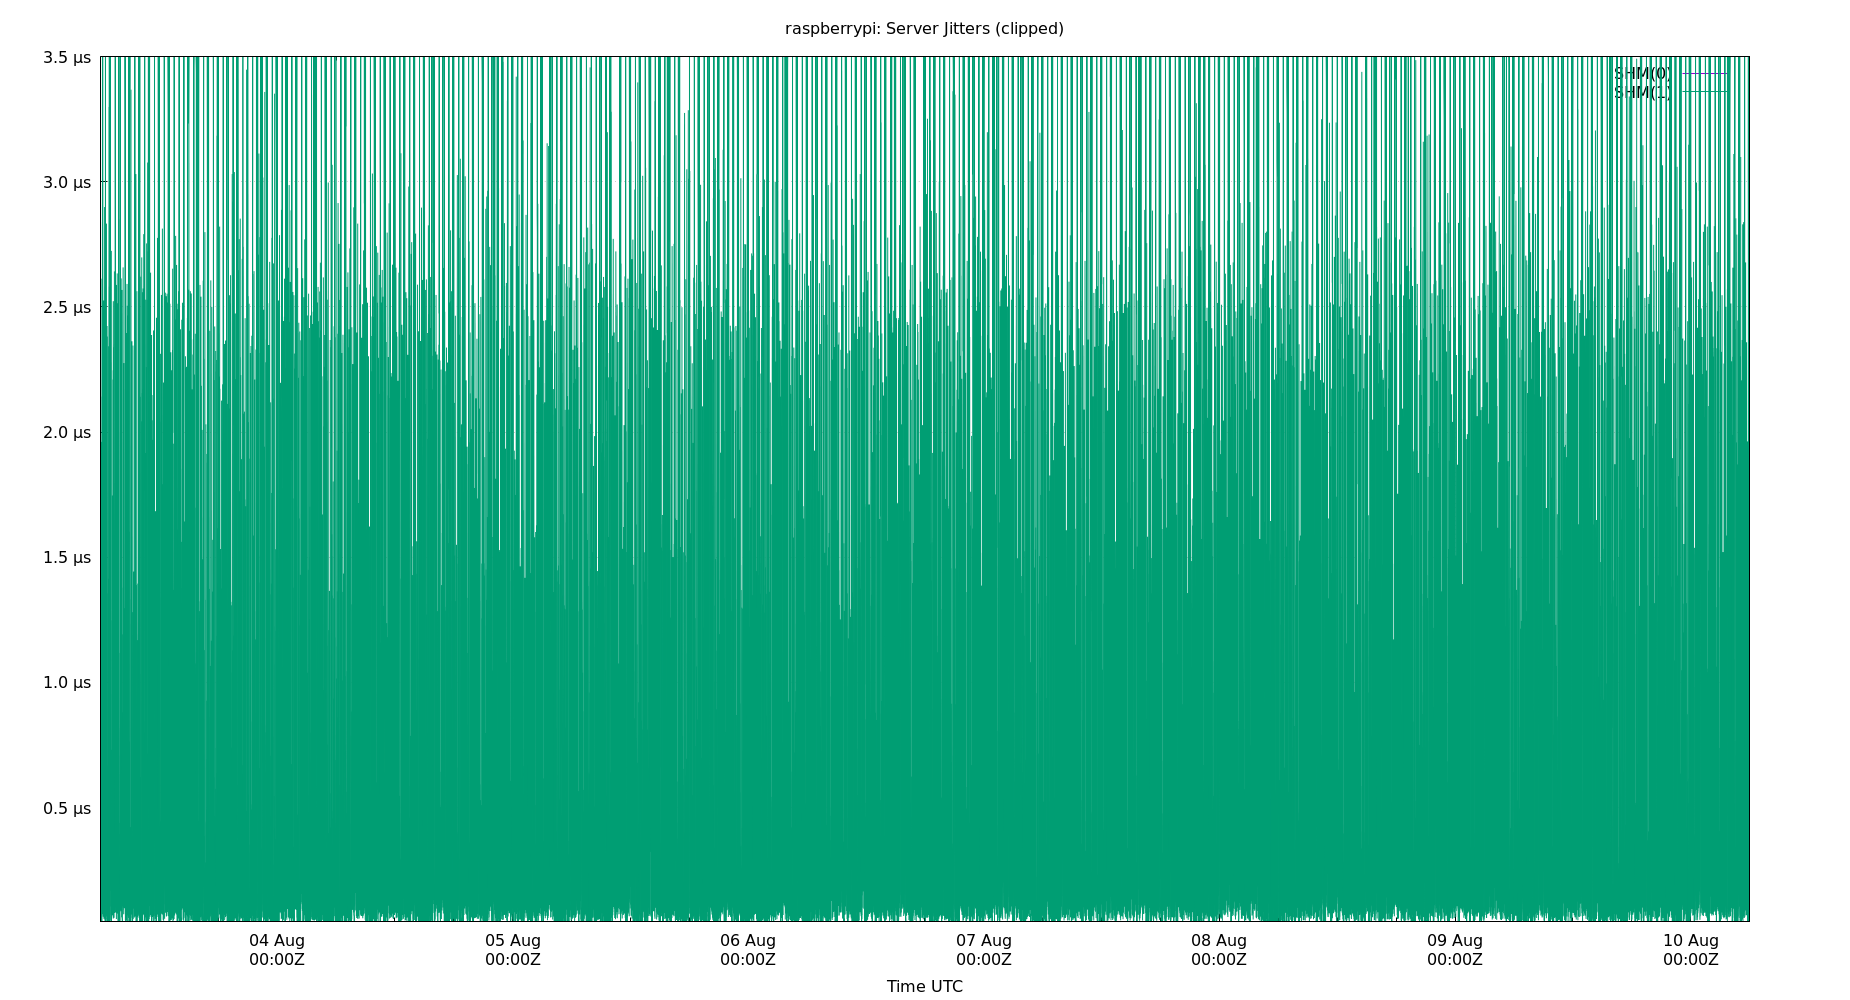 raspberrypi: Server Jitters (clipped)
3.5 µs
SHM(0)
SHM(1)
3.0 µs
2.5 µs
2.0 µs
1.5 µs
1.0 µs
0.5 µs
04 Aug 05 Aug 06 Aug 07 Aug 08 Aug 09 Aug 10 Aug
00:00Z 00:00Z 00:00Z 00:00Z 00:00Z 00:00Z 00:00Z
Time UTC